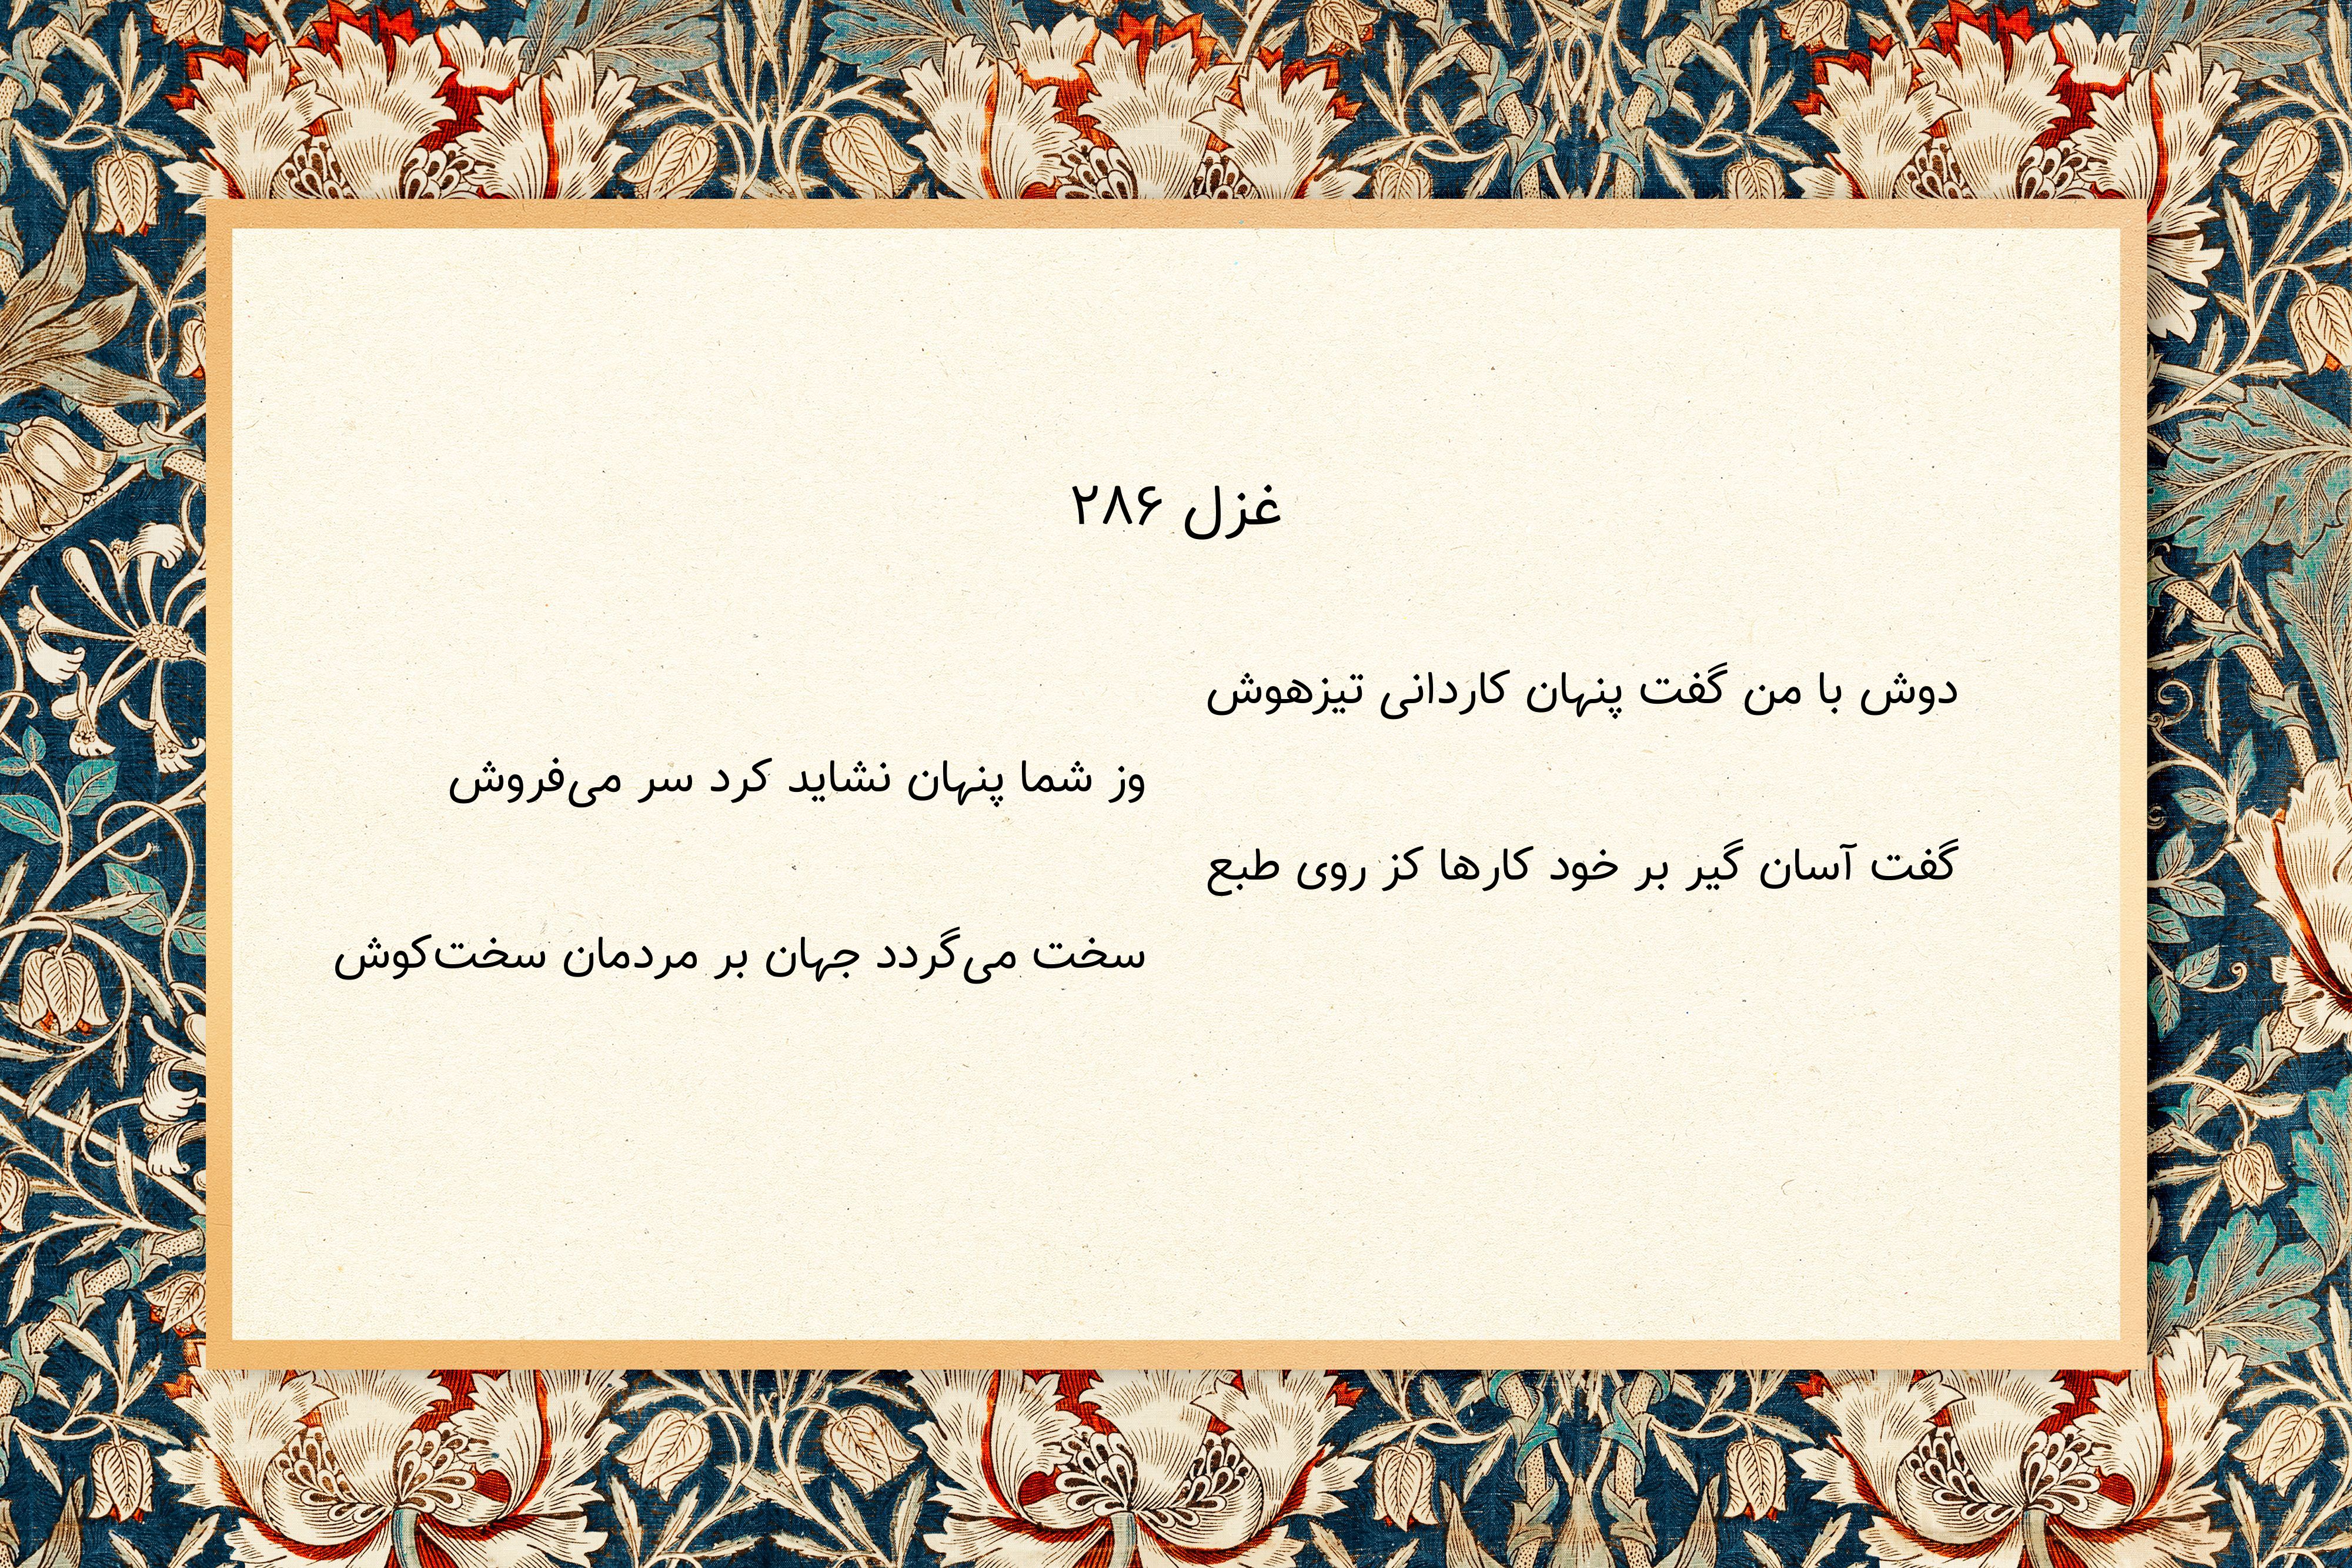 غزل ۲۸۶
دوش با من گفت پنهان کاردانی تیزهوش
وز شما پنهان نشاید کرد سر می‌فروش
گفت آسان گیر بر خود کارها کز روی طبع
سخت می‌گردد جهان بر مردمان سخت‌کوش